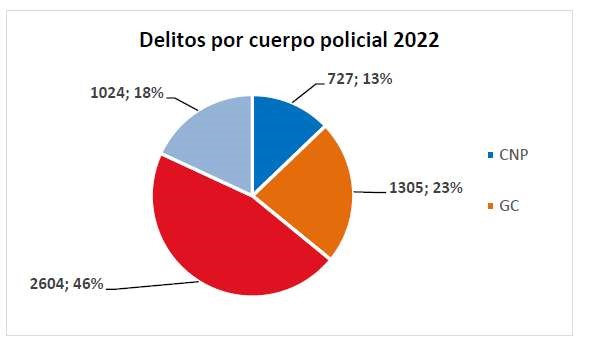 Delitos por cuerpo policial 2022
1024; 18%
727; 13%
1305; 23%
2604; 46%
CNP
GC